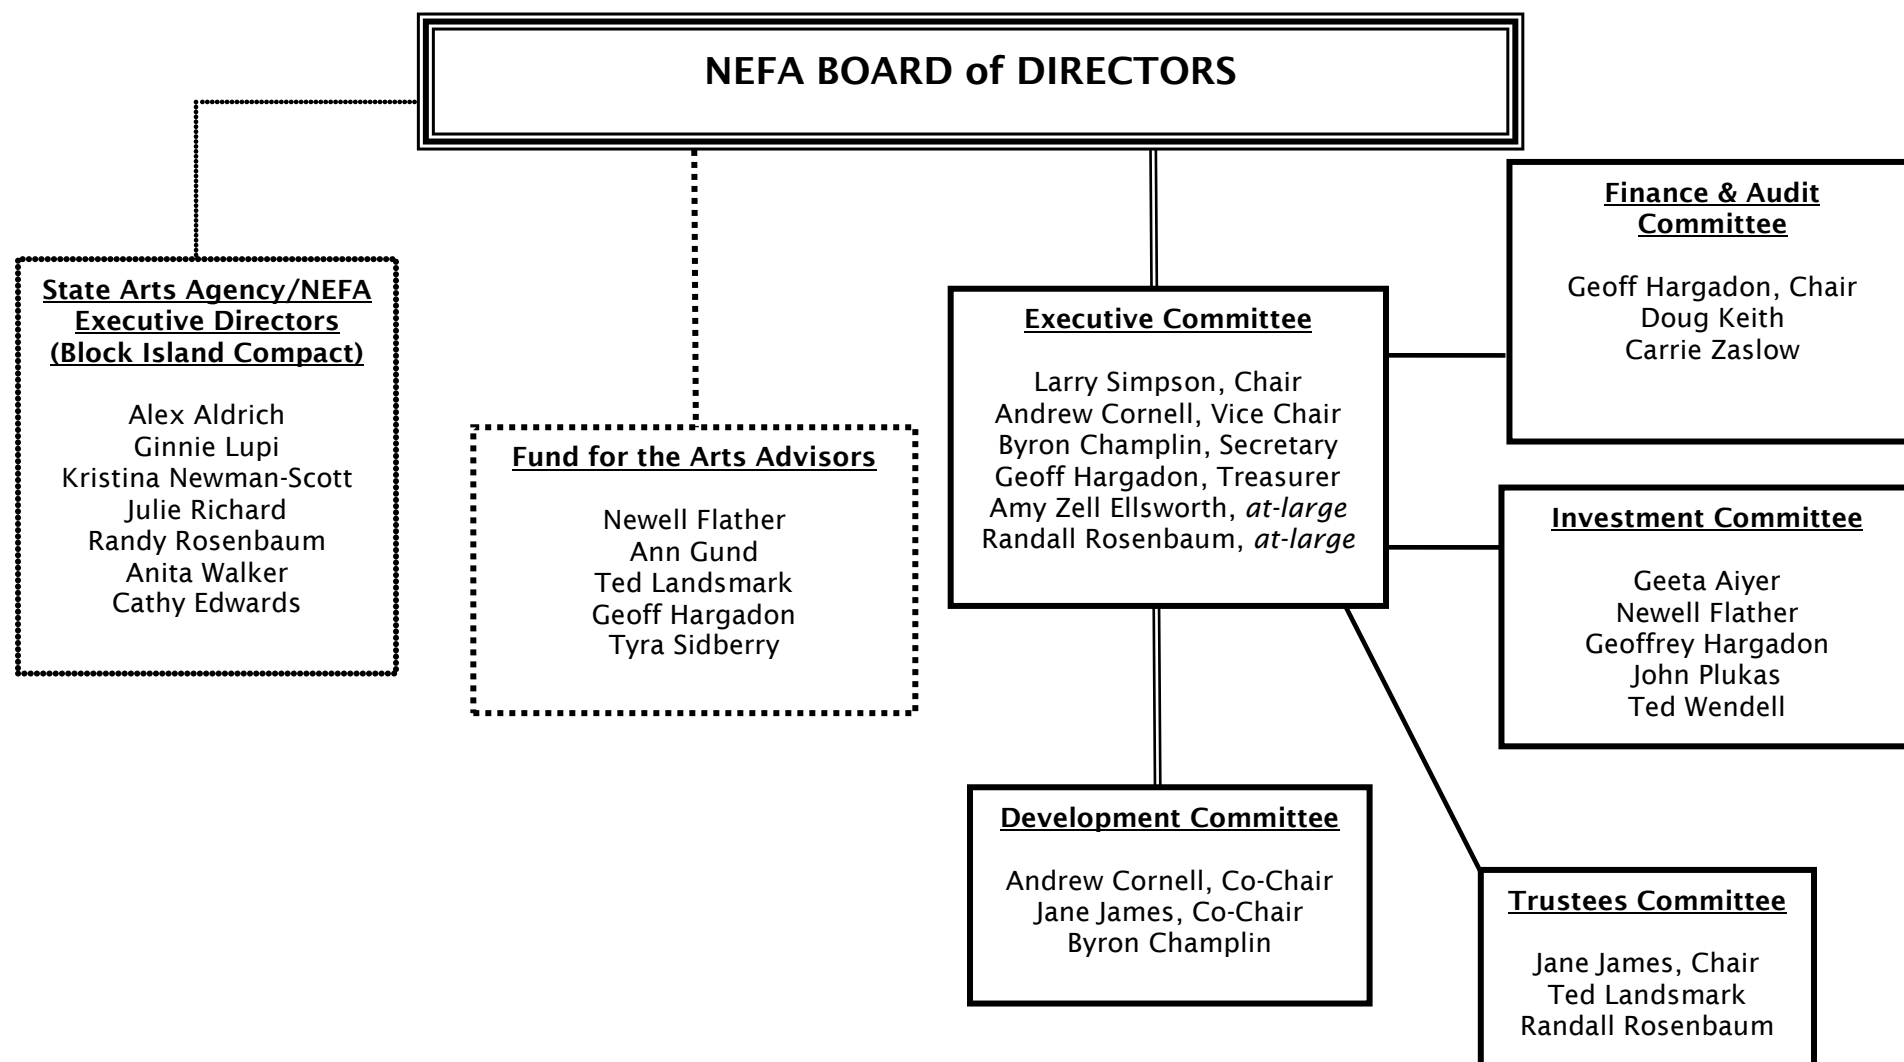 NEFA BOARD of DIRECTORS
State Arts Agency/NEFA
Executive Directors
(Block Island Compact)
Alex Aldrich
Ginnie Lupi
Kristina Newman-Scott
Julie Richard
Randy Rosenbaum
Anita Walker
Cathy Edwards
Fund for the Arts Advisors
Newell Flather
Ann Gund
Ted Landsmark
Geoff Hargadon
Tyra Sidberry
Executive Committee
Larry Simpson, Chair
Andrew Cornell, Vice Chair
Byron Champlin, Secretary
Geoff Hargadon, Treasurer
Amy Zell Ellsworth, at-large
Randall Rosenbaum, at-large
Finance & Audit
Committee
Geoff Hargadon, Chair
Doug Keith
Carrie Zaslow
Investment Committee
Geeta Aiyer
Newell Flather
Geoffrey Hargadon
John Plukas
Ted Wendell
Development Committee
Andrew Cornell, Co-Chair
Jane James, Co-Chair
Byron Champlin
Trustees Committee
Jane James, Chair
Ted Landsmark
Randall Rosenbaum